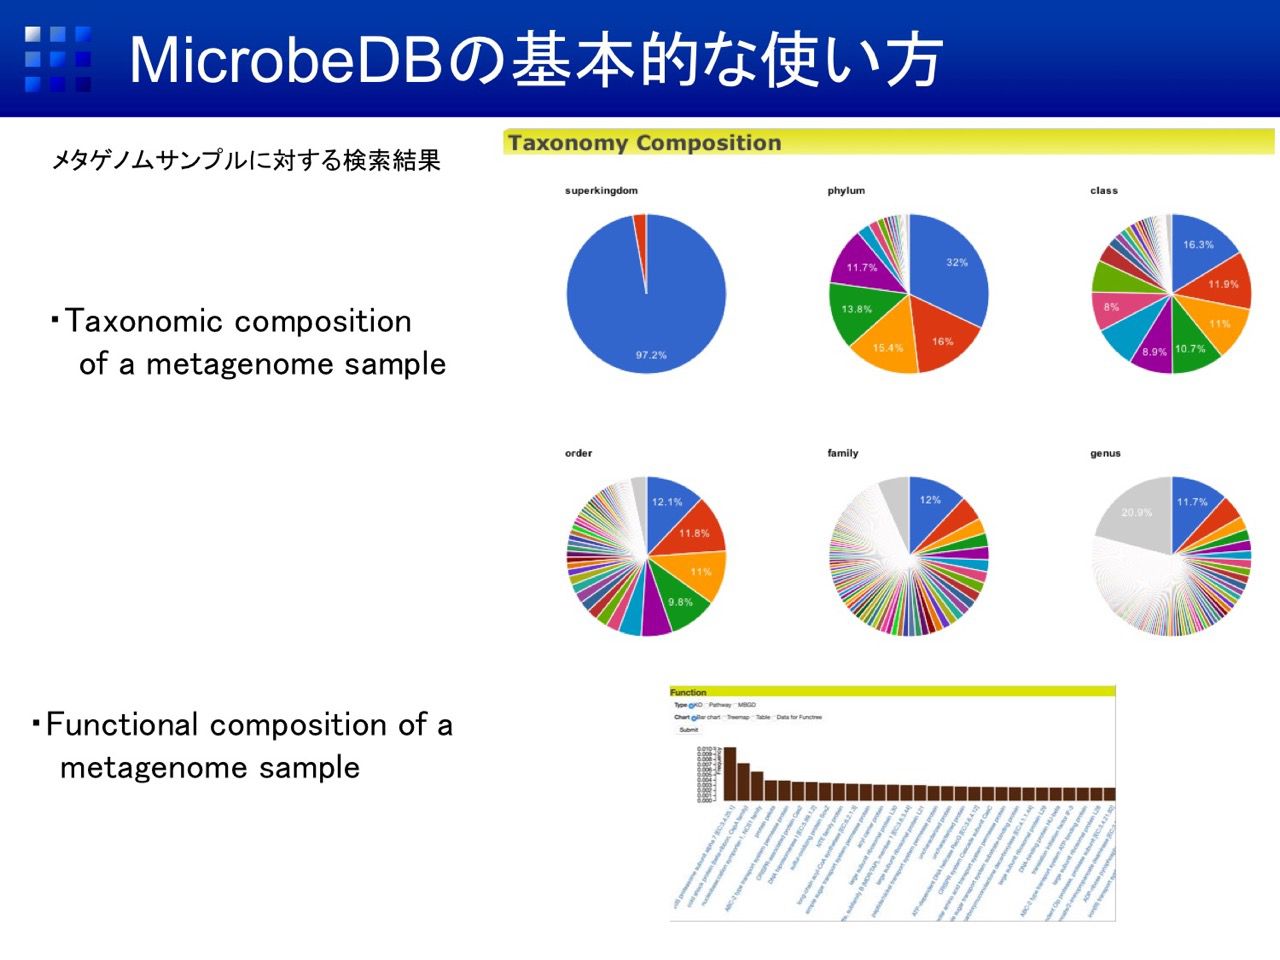 MicrobeDBの基本的な使い方
メタゲノムサンプルに対する検索結果
・Taxonomic composition
of a metagenome sample
・Functional composition of a
metagenome sample
Taxonomy Composition
superkingdom
97.2%
phylum
32%
16%
15.4%
13.8%
11.7%
class
16.3%
11.9%
11%
10.7%
8.9%
8%
order
12.1%
11.8%
11%
9.8%
family
12%
genus
11.7%
20.9%
Function
Type KO Pathway MBGD
Chart Bar chart Treemap Table Data for Functree
Submit
Frequency
0.010
0.009
0.008
0.007
0.006
0.005
0.004
0.003
0.002
0.001
0.000